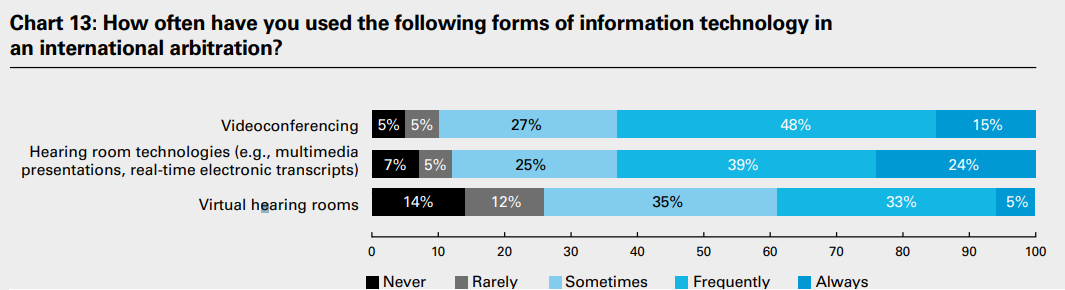 Chart 13: How often have you used the following forms of information technology in
an international arbitration?
Videoconferencing
5% 5% 27% 48% 15%
Hearing room technologies (e.g., multimedia
presentations, real-time electronic transcripts)
7% 5% 25% 39% 24%
Virtual hearing rooms
14% 12% 35% 33% 5%
0 10 20 30 40 50 60 70 80 90 100
Never Rarely Sometimes Frequently Always